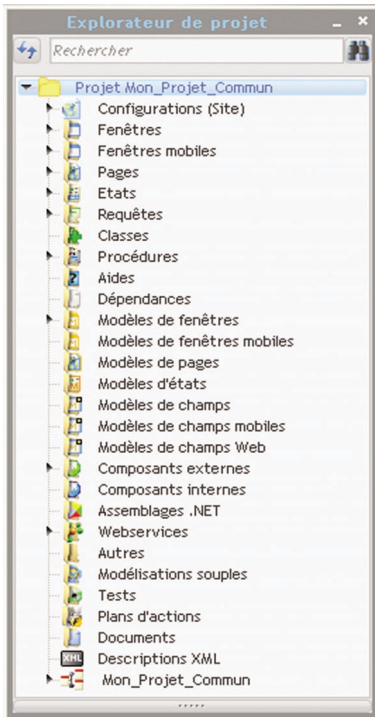 Explorateur de projet
Rechercher
Projet Mon_Projet_Commun
Configurations (Site)
Fenêtres
Fenêtres mobiles
Pages
Etats
Requêtes
Classes
Procédures
Aides
Dépendances
Modèles de fenêtres
Modèles de fenêtres mobiles
Modèles de pages
Modèles d'états
Modèles de champs
Modèles de champs mobiles
Modèles de champs Web
Composants externes
Composants internes
Assemblages .NET
Webservices
Autres
Modélisations souples
Tests
Plans d'actions
Documents
XML Descriptions XML
Mon_Projet_Commun